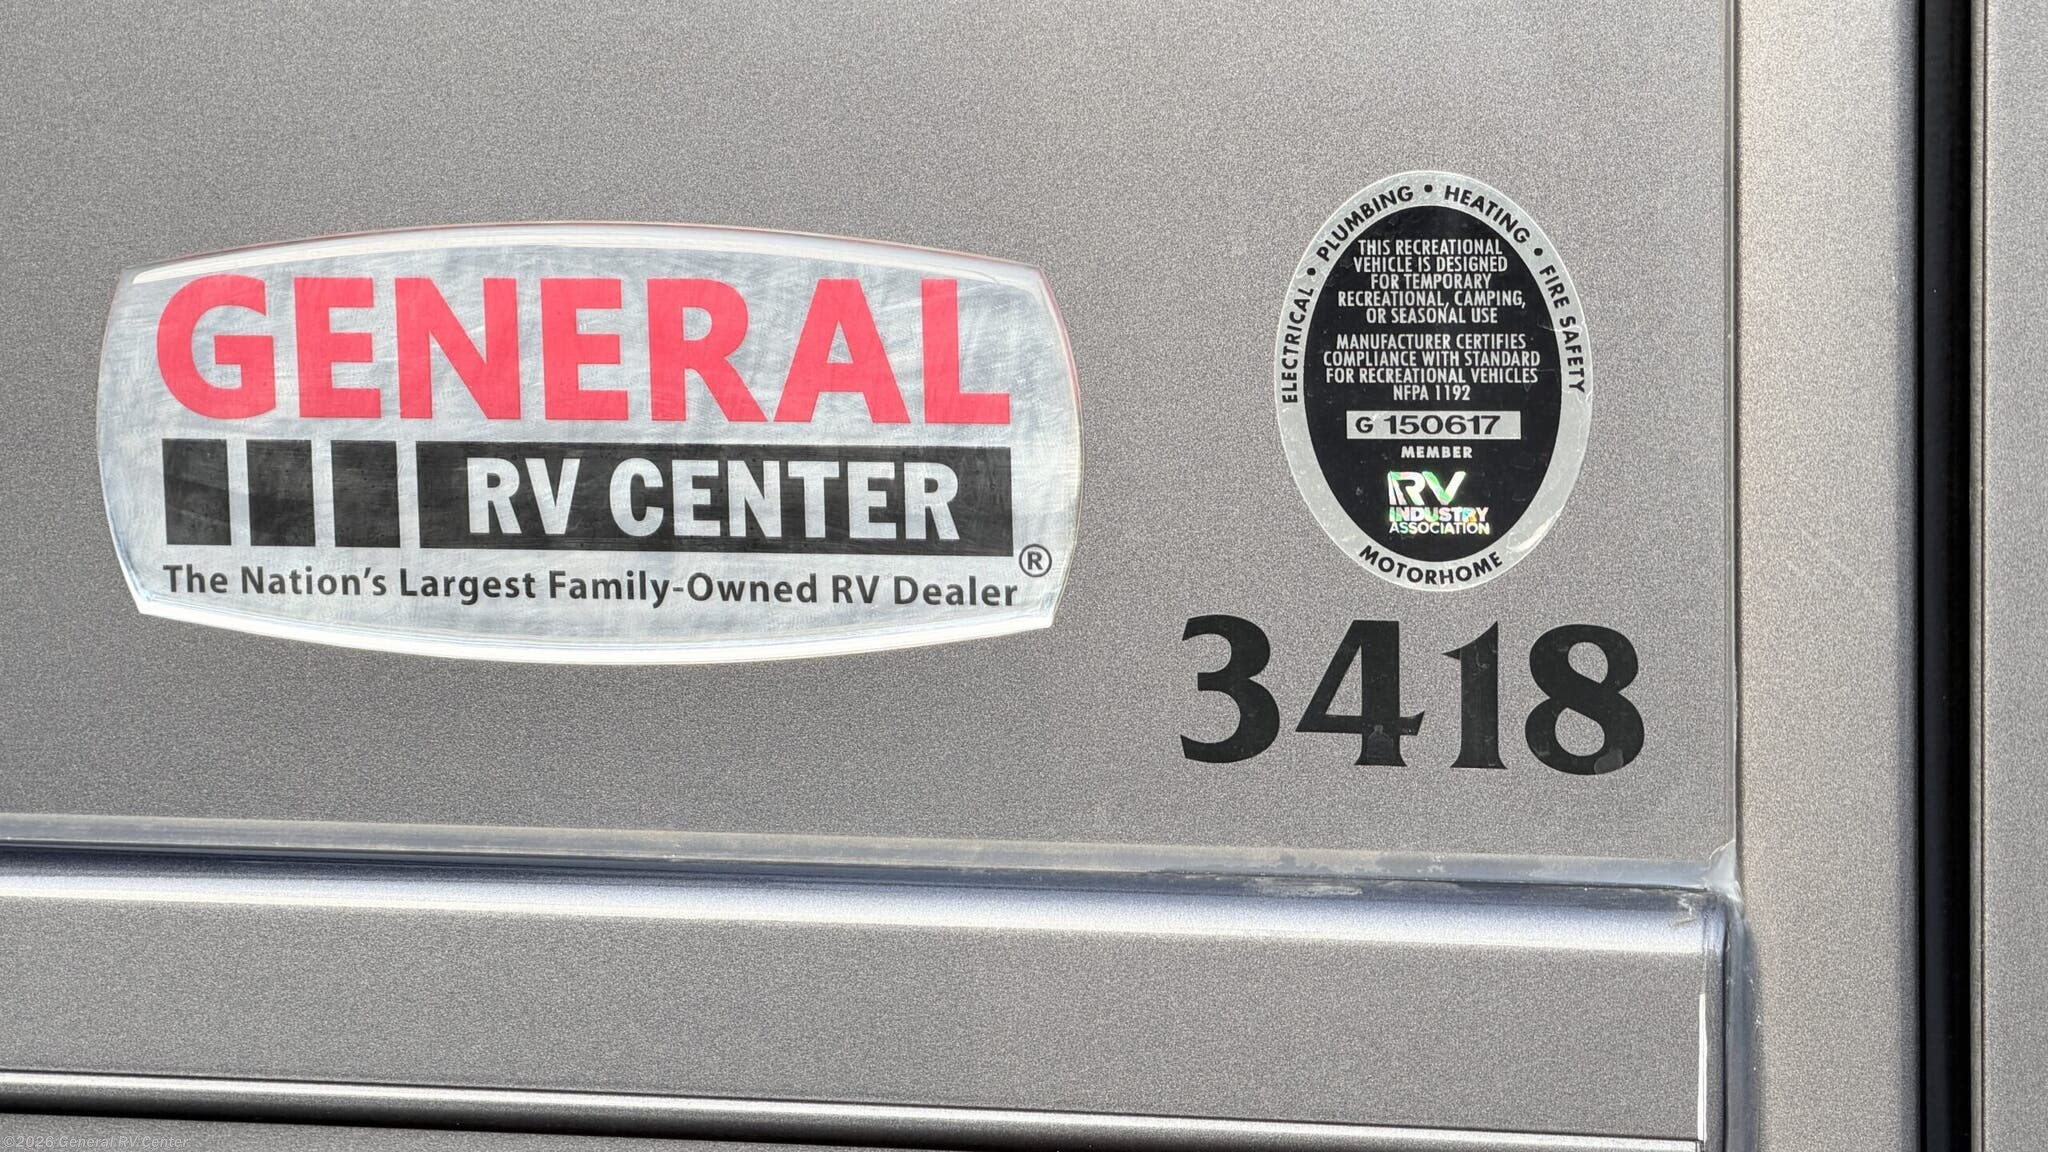 GENERAL
RV CENTER
The Nation's Largest Family-Owned RV Dealer®
ELECTRICAL • PLUMBING • HEATING • FIRE SAFETY
THIS RECREATIONAL
VEHICLE IS DESIGNED
FOR TEMPORARY
RECREATIONAL, CAMPING,
OR SEASONAL USE
MANUFACTURER CERTIFIES
COMPLIANCE WITH STANDARD
FOR RECREATIONAL VEHICLES
NFPA 1192
G 150617
MEMBER
RV
INDUSTRY
ASSOCIATION
MOTORHOME
3418
©2026 General RV Center